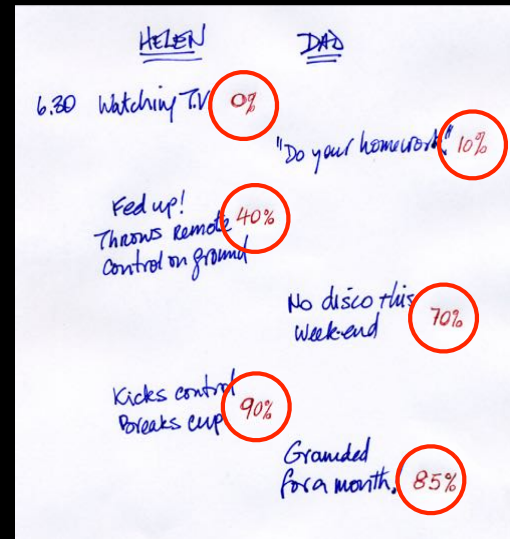 HELEN DAD
6.30 Watching T.V 0%
"Do your homework" 10%
Fed up! 40%
Throws remote
control on ground
No disco this 70%
Week-end
Kicks control 90%
Breaks cup
Grounded
for a month. 85%